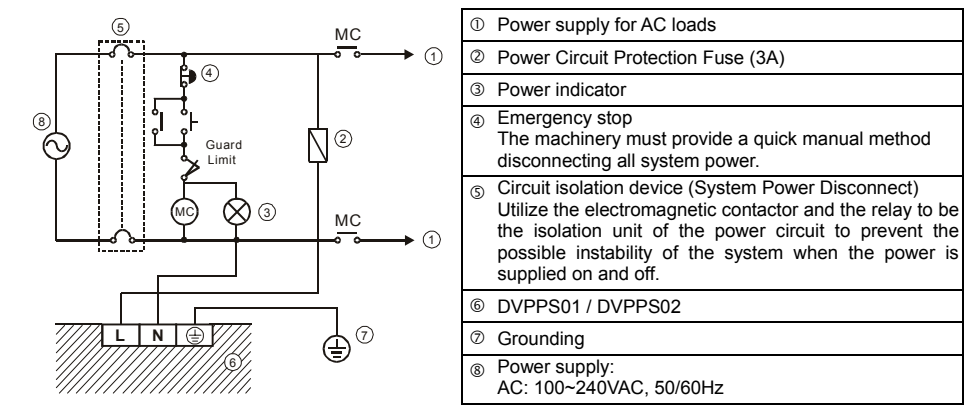 ⑤
MC
①
④
⑧
Guard
Limit
②
MC
③
MC
①
L N
⑦
⑥
① Power supply for AC loads
② Power Circuit Protection Fuse (3A)
③ Power indicator
④ Emergency stop
The machinery must provide a quick manual method
disconnecting all system power.
⑤ Circuit isolation device (System Power Disconnect)
Utilize the electromagnetic contactor and the relay to be
the isolation unit of the power circuit to prevent the
possible instability of the system when the power is
supplied on and off.
⑥ DVPPS01 / DVPPS02
⑦ Grounding
⑧ Power supply:
AC: 100~240VAC, 50/60Hz